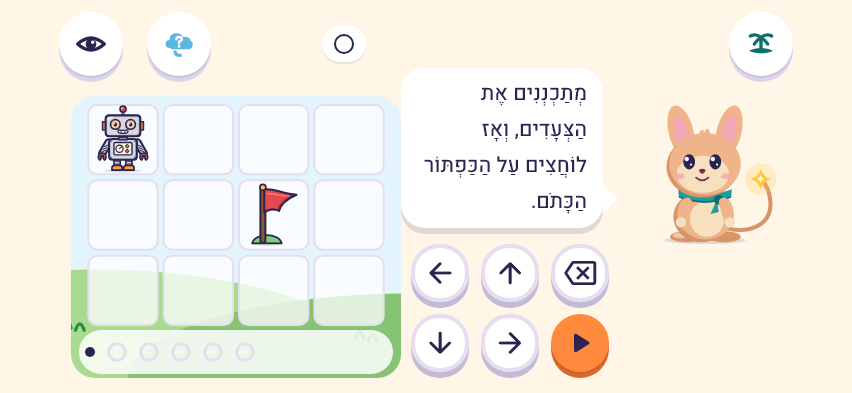 מְתַכְנְנִים אֶת
הַצְּעָדִים, וְאָז
לוֹחֲצִים עַל הַכַּפְתּוֹר
הַכָּתֹם.